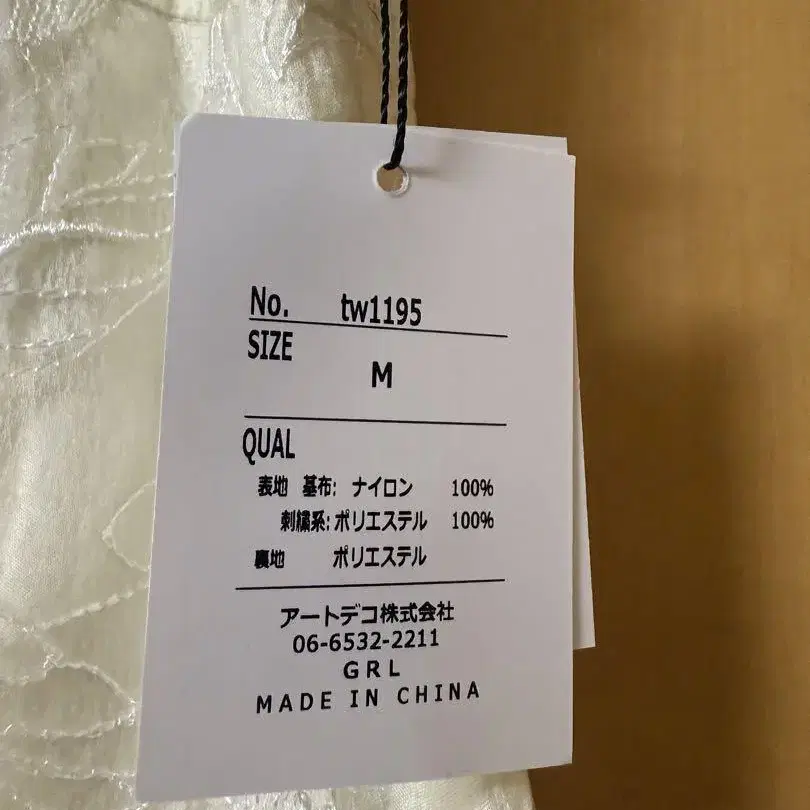 No. tw1195
SIZE
M
QUAL
表地 基布: ナイロン 100%
刺繍系: ポリエステル 100%
裏地 ポリエステル
アートデコ株式会社
06-6532-2211
GRL
MADE IN CHINA